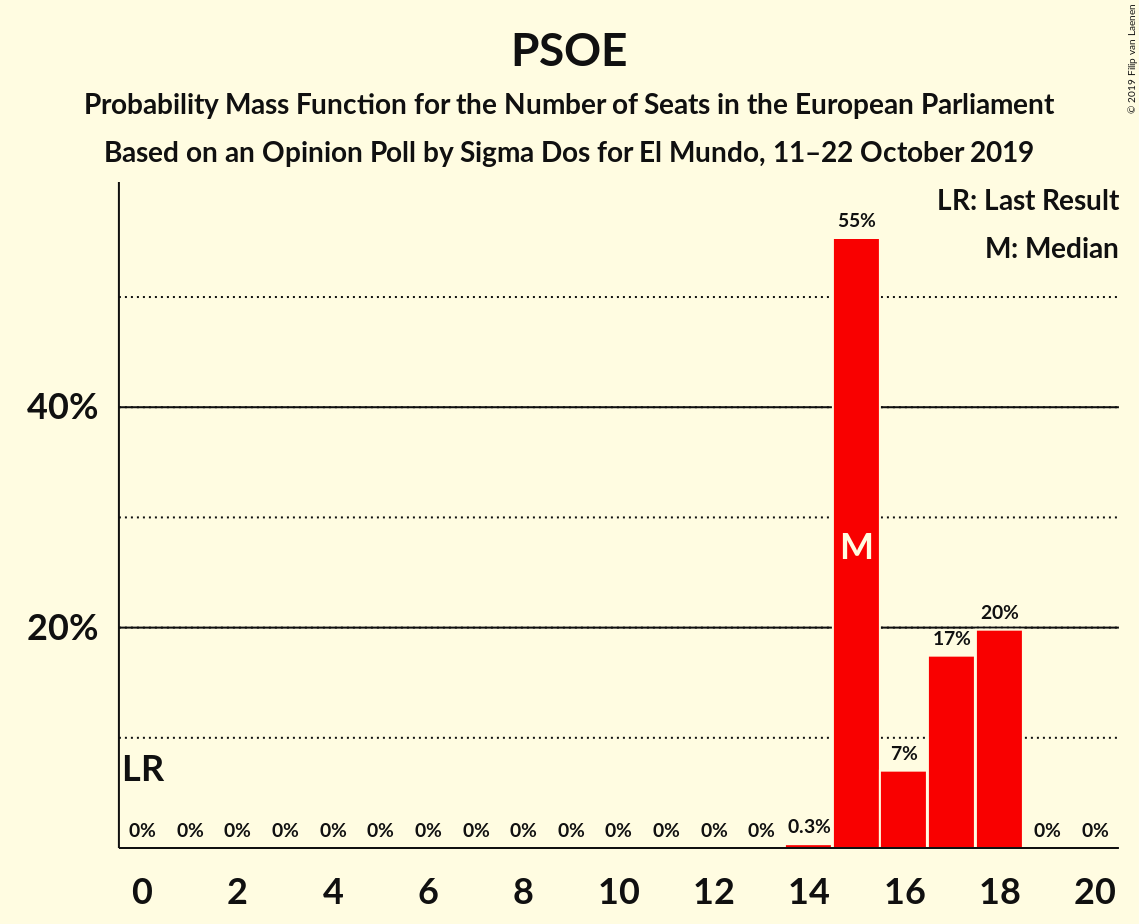 PSOE
Probability Mass Function for the Number of Seats in the European Parliament
Based on an Opinion Poll by Sigma Dos for El Mundo, 11–22 October 2019
© 2019 Filip van Laenen
LR: Last Result
M: Median
55%
40%
M
20%
20%
17%
7%
LR
0% 0% 0% 0% 0% 0% 0% 0% 0% 0% 0% 0% 0% 0% 0.3% 0% 0%
0 2 4 6 8 10 12 14 16 18 20